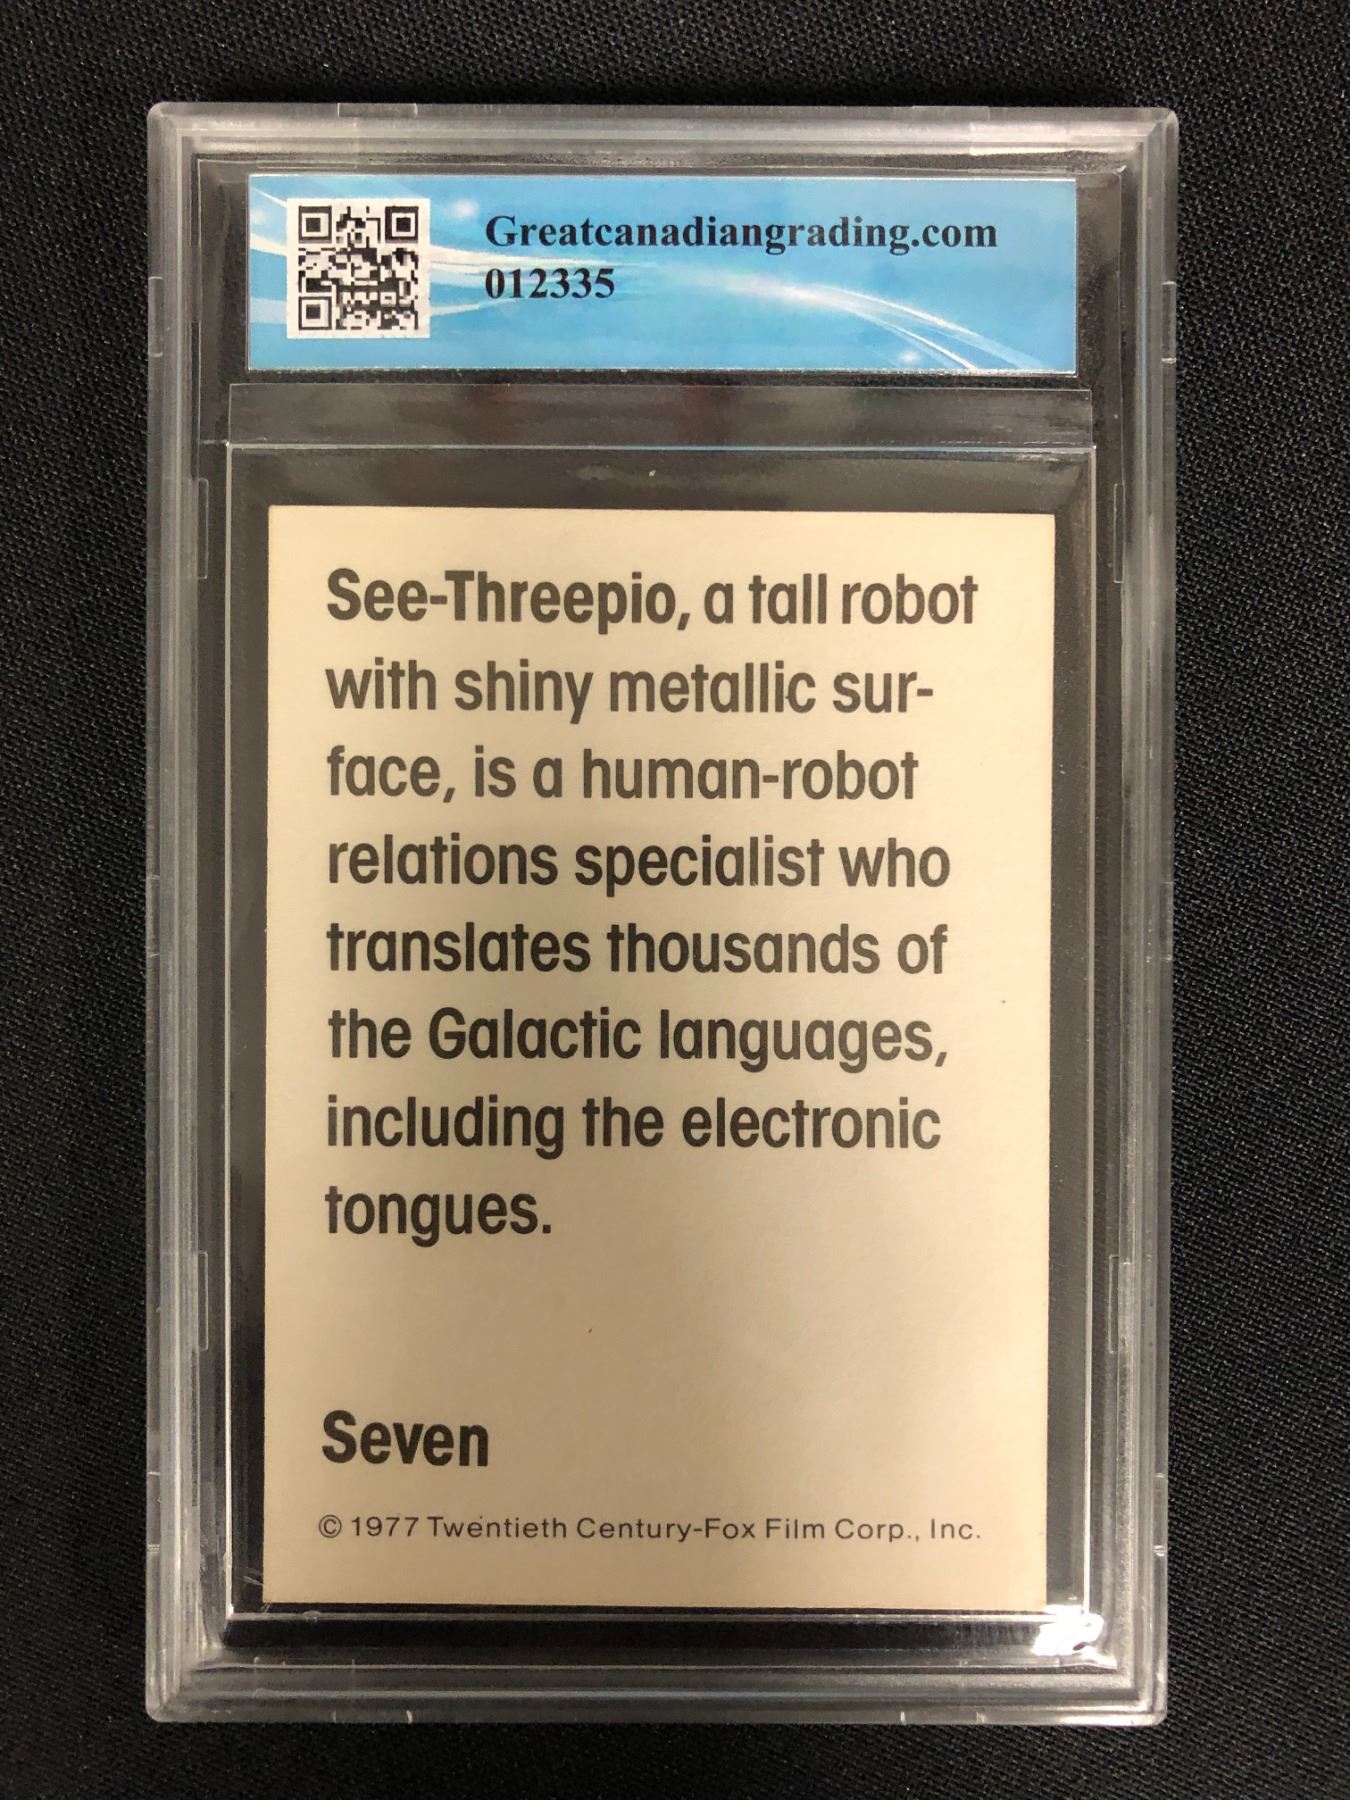 Greatcanadiangrading.com
012335
See-Threepio, a tall robot
with shiny metallic sur-
face, is a human-robot
relations specialist who
translates thousands of
the Galactic languages,
including the electronic
tongues.
Seven
© 1977 Twentieth Century-Fox Film Corp., Inc.